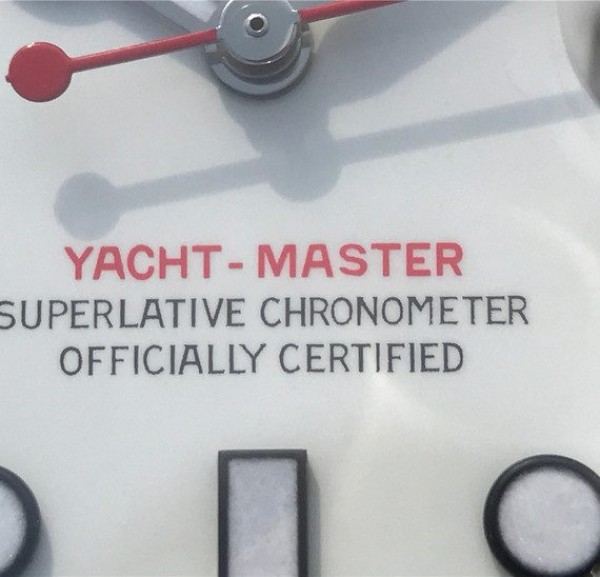 YACHT-MASTER
SUPERLATIVE CHRONOMETER
OFFICIALLY CERTIFIED